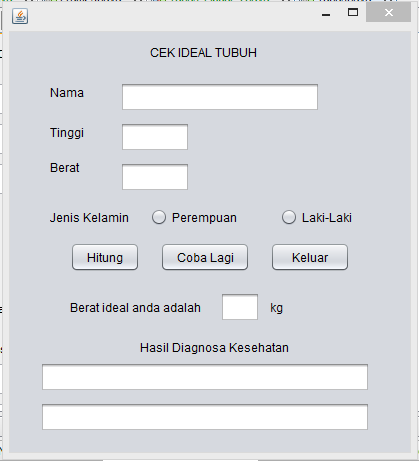 CEK IDEAL TUBUH
Nama
Tinggi
Berat
Jenis Kelamin Perempuan Laki-Laki
Hitung Coba Lagi Keluar
Berat ideal anda adalah kg
Hasil Diagnosa Kesehatan